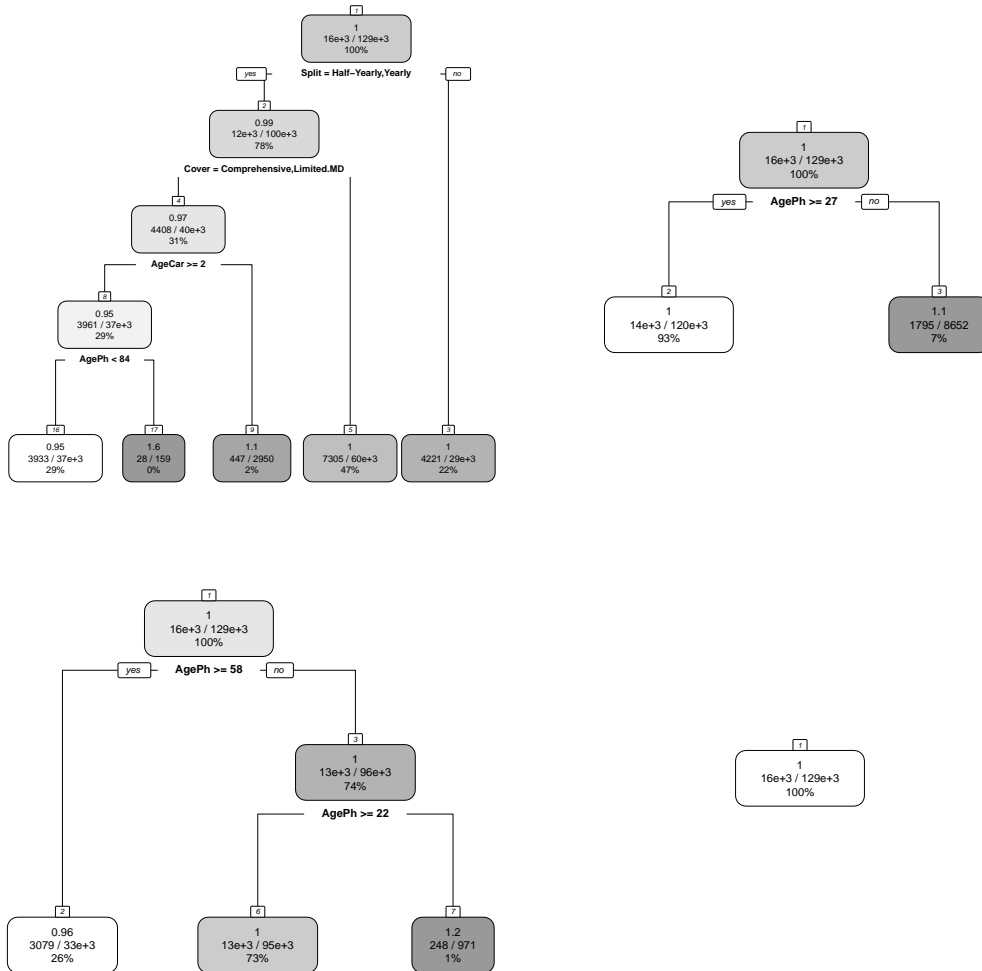 1
1
16e+3 / 129e+3
100%
yes
Split = Half−Yearly,Yearly
no
2
0.99
12e+3 / 100e+3
78%
Cover = Comprehensive,Limited.MD
4
0.97
4408 / 40e+3
31%
AgeCar >= 2
8
0.95
3961 / 37e+3
29%
AgePh < 84
16
0.95
3933 / 37e+3
29%
17
1.6
28 / 159
0%
9
1.1
447 / 2950
2%
5
1
7305 / 60e+3
47%
3
1
4221 / 29e+3
22%
1
1
16e+3 / 129e+3
100%
yes
AgePh >= 27
no
2
1
14e+3 / 120e+3
93%
3
1.1
1795 / 8652
7%
1
1
16e+3 / 129e+3
100%
yes
AgePh >= 58
no
3
1
13e+3 / 96e+3
74%
AgePh >= 22
2
0.96
3079 / 33e+3
26%
6
1
13e+3 / 95e+3
73%
7
1.2
248 / 971
1%
1
1
16e+3 / 129e+3
100%